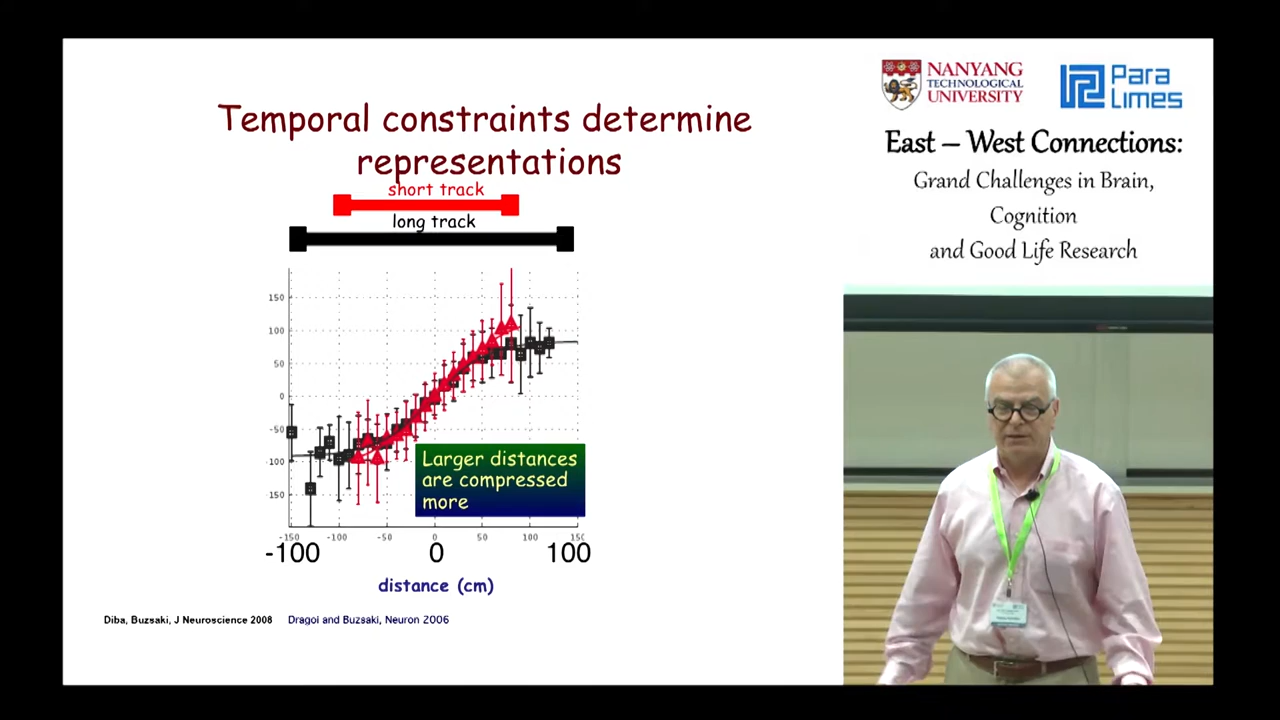 Temporal constraints determine
representations
short track
long track
150
100
50
0
-50
-100
150
-150
-100
-50
0
50
100
150
-100
0
100
distance (cm)
Larger distances
are compressed
more
Diba, Buzsaki, J Neuroscience 2008
Dragoi and Buzsaki, Neuron 2006
NANYANG
TECHNOLOGICAL
UNIVERSITY
Para
Limes
East – West Connections:
Grand Challenges in Brain,
Cognition
and Good Life Research